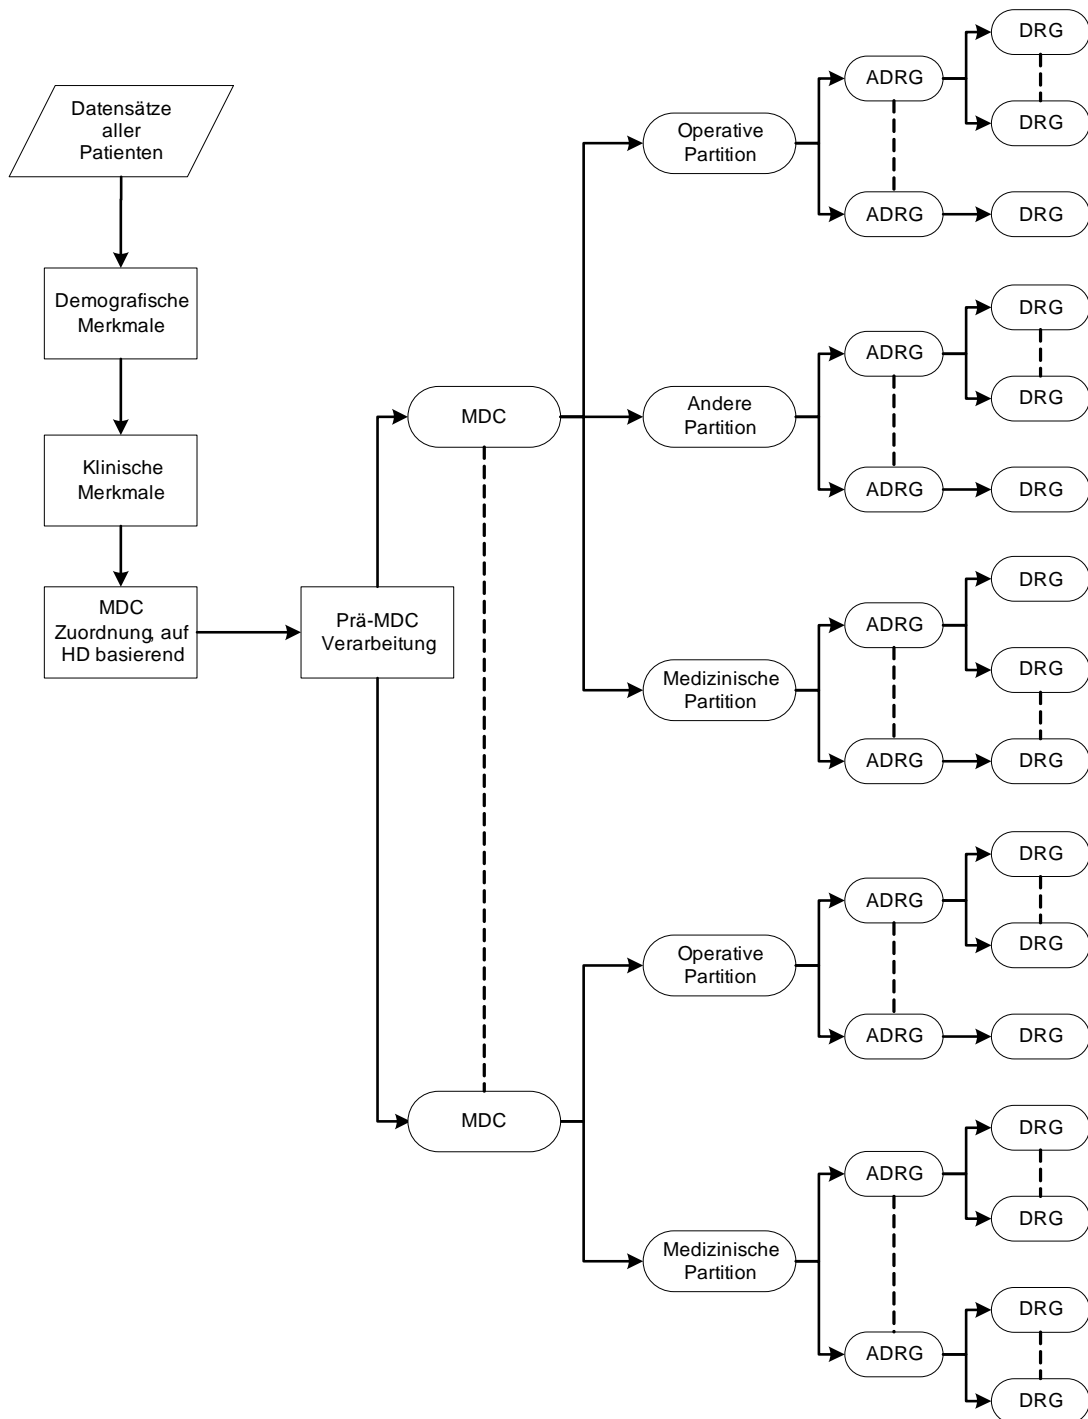 Datensätze
aller
Patienten
Demografische
Merkmale
Klinische
Merkmale
MDC
Zuordnung, auf
HD basierend
Prä-MDC
Verarbeitung
MDC
MDC
Operative
Partition
ADRG
DRG
DRG
ADRG
DRG
Andere
Partition
ADRG
DRG
DRG
ADRG
DRG
Medizinische
Partition
ADRG
DRG
DRG
ADRG
DRG
Operative
Partition
ADRG
DRG
DRG
ADRG
DRG
Medizinische
Partition
ADRG
DRG
DRG
ADRG
DRG
DRG